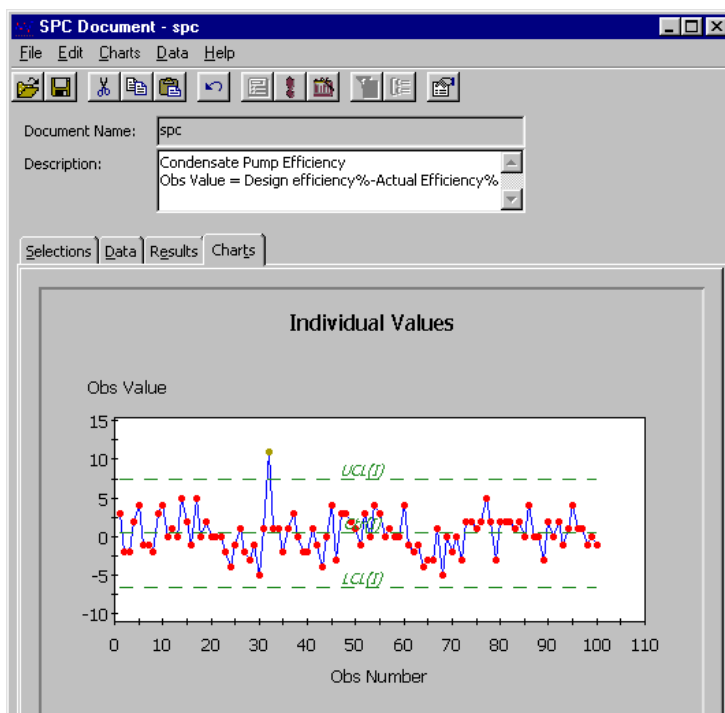 SPC Document - spc
File Edit Charts Data Help
Document Name: spc
Description: Condensate Pump Efficiency
Obs Value = Design efficiency%-Actual Efficiency%
Selections Data Results Charts
Individual Values
Obs Value
15
10
5
0
-5
-10
UCL(I)
LCL(I)
0 10 20 30 40 50 60 70 80 90 100 110
Obs Number